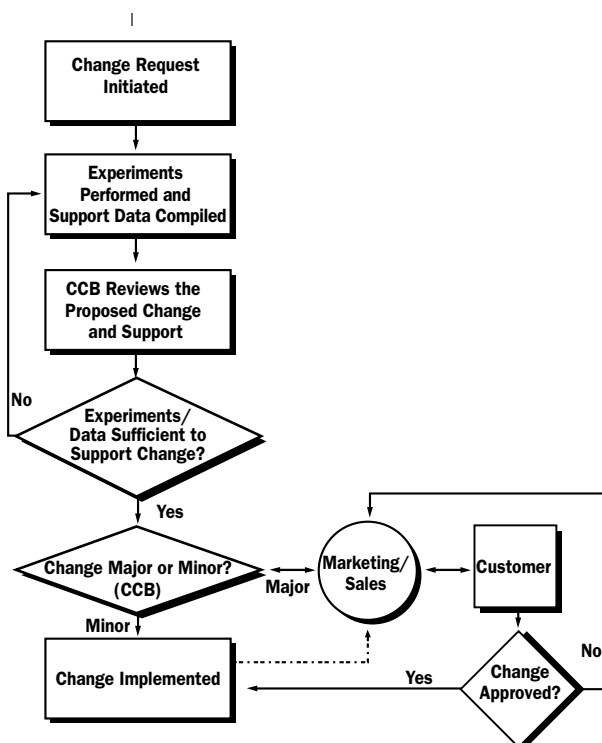 Change Request
Initiated
Experiments
Performed and
Support Data Compiled
CCB Reviews the
Proposed Change
and Support
No
Experiments/
Data Sufficient to
Support Change?
Yes
Change Major or Minor?
(CCB)
Major
Marketing/
Sales
Customer
Minor
Change Implemented
Yes
Change
Approved?
No